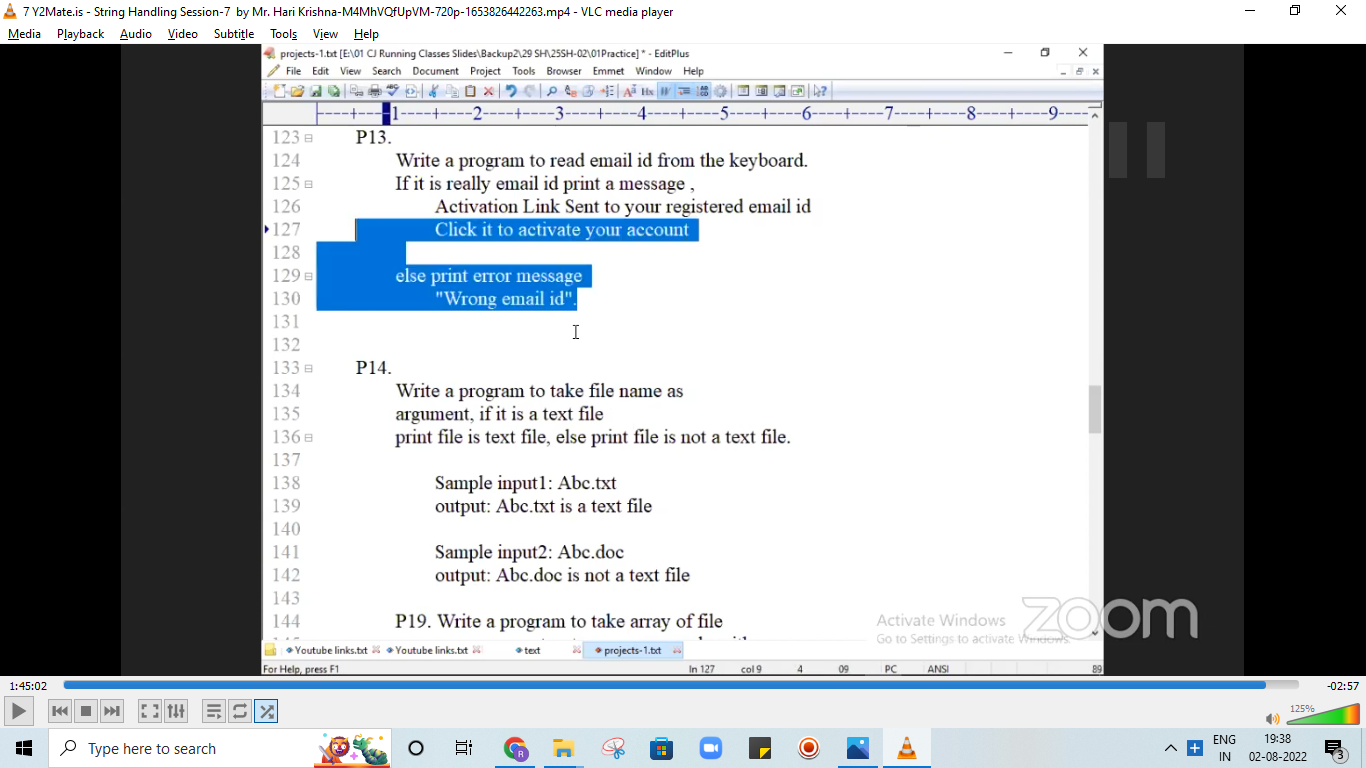 7 Y2Mate.is - String Handling Session-7 by Mr. Hari Krishna-M4MhVQfUpVM-720p-1653826442263.mp4 - VLC media player
Media Playback Audio Video Subtitle Tools View Help
projects-1.txt [E:\01 CJ Running Classes Slides\Backup2\29 SH\25SH-02\01Practice] * - EditPlus
File Edit View Search Document Project Tools Browser Emmet Window Help
----+----1----+----2----+----3----+----4----+----5----+----6----+----7----+----8----+----9----
123 P13.
124 Write a program to read email id from the keyboard.
125 If it is really email id print a message ,
126 Activation Link Sent to your registered email id
127 Click it to activate your account
128
129 else print error message
130 "Wrong email id".
131
132
133 P14.
134 Write a program to take file name as
135 argument, if it is a text file
136 print file is text file, else print file is not a text file.
137
138 Sample input1: Abc.txt
139 output: Abc.txt is a text file
140
141 Sample input2: Abc.doc
142 output: Abc.doc is not a text file
143
144 P19. Write a program to take array of file
Activate Windows
Go to Settings to activate Windows.
zoom
Youtube links.txt Youtube links.txt text projects-1.txt
For Help, press F1 ln 127 col 9 4 09 PC ANSI 89
1:45:02 -02:57
125%
Type here to search
ENG
IN
19:38
02-08-2022
3